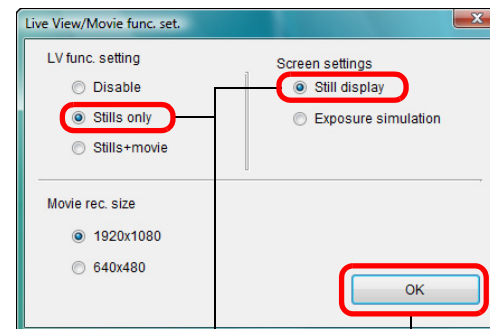 Live View/Movie func. set.
LV func. setting
Disable
Stills only
Stills+movie
Screen settings
Still display
Exposure simulation
Movie rec. size
1920x1080
640x480
OK